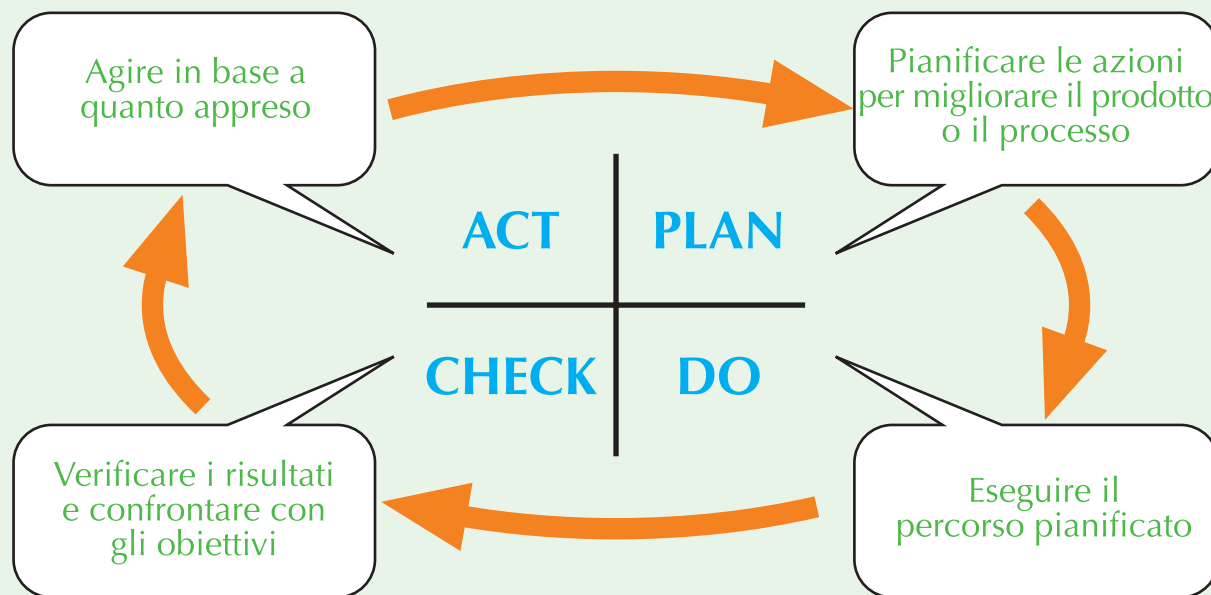 Agire in base a
quanto appreso
Pianificare le azioni
per migliorare il prodotto
o il processo
ACT
PLAN
CHECK
DO
Verificare i risultati
e confrontare con
gli obiettivi
Eseguire il
percorso pianificato